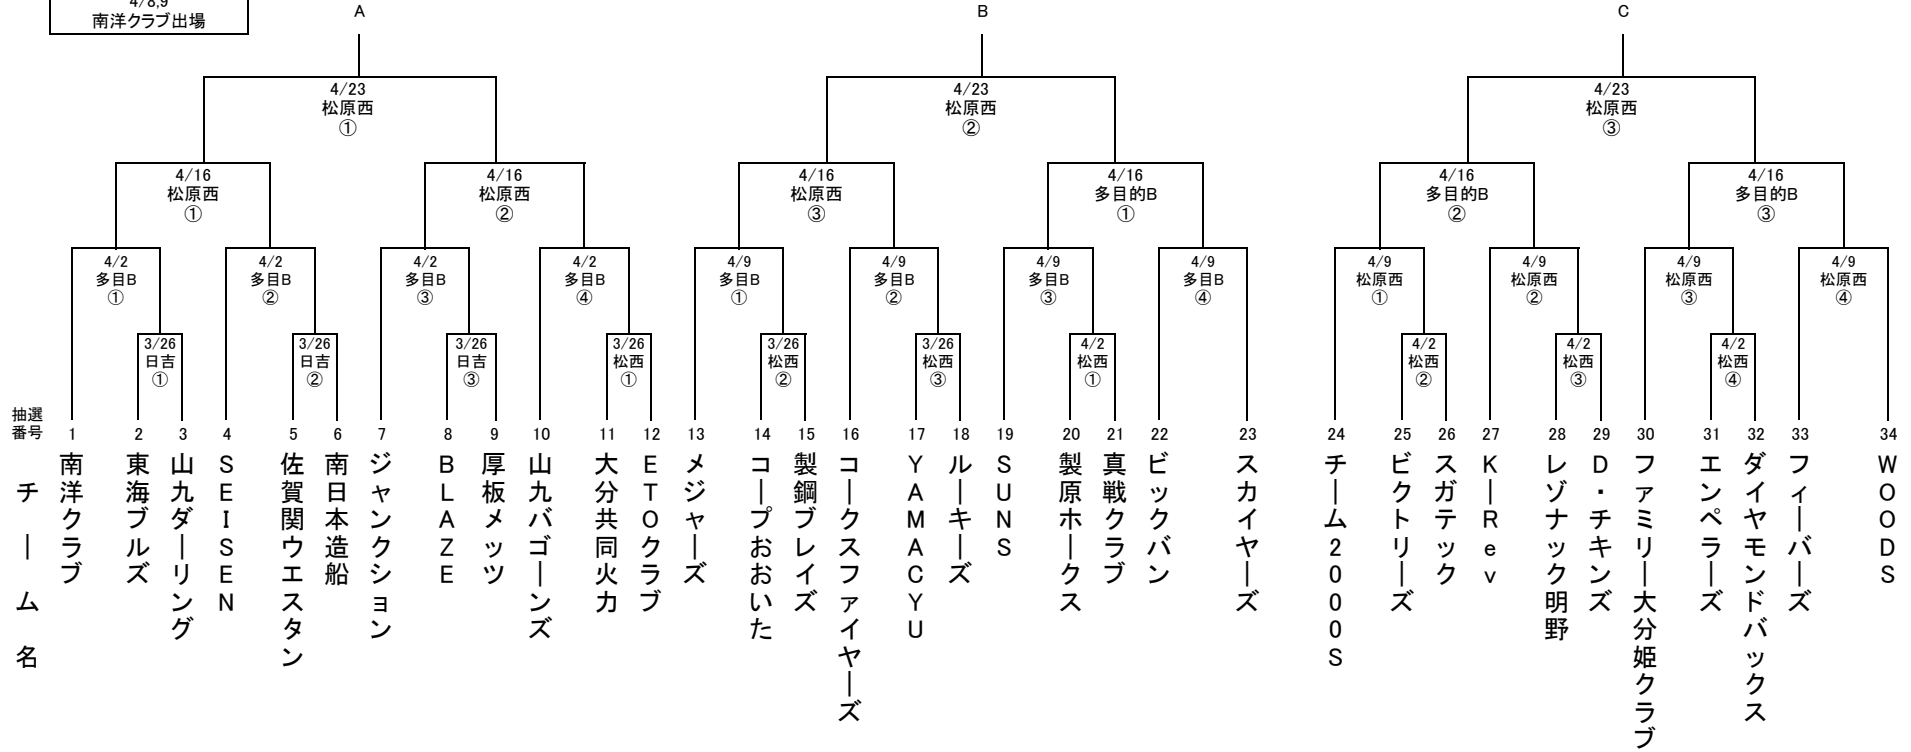 4/8,9
南洋クラブ出場
A
B
C
4/23
松原西
①
4/23
松原西
②
4/23
松原西
③
4/16
松原西
①
4/16
松原西
②
4/16
松原西
③
4/16
多目的B
①
4/16
多目的B
②
4/16
多目的B
③
4/2
多目B
①
4/2
多目B
②
4/2
多目B
③
4/2
多目B
④
4/9
多目B
①
4/9
多目B
②
4/9
多目B
③
4/9
多目B
④
4/9
松原西
①
4/9
松原西
②
4/9
松原西
③
4/9
松原西
④
3/26
日吉
①
3/26
日吉
②
3/26
日吉
③
3/26
松西
①
3/26
松西
②
3/26
松西
③
4/2
松西
①
4/2
松西
②
4/2
松西
③
4/2
松西
④
抽選
番号
1 2 3 4 5 6 7 8 9 10 11 12 13 14 15 16 17 18 19 20 21 22 23 24 25 26 27 28 29 30 31 32 33 34
チーム名
南洋クラブ
東海ブルズ
山九ダーリング
SEISEN
佐賀関ウエスタン
南日本造船
ジャンクション
BLAZE
厚板メッツ
山九バゴーンズ
大分共同火力
ETOクラブ
メジャーズ
コープおおいた
製鋼ブレイズ
コークスファイヤーズ
YAMACYU
ルーキーズ
SUNS
製原ホークス
真戦クラブ
ビックバン
スカイヤーズ
チーム2000S
ビクトリーズ
スガテック
K-Rev
レゾナック明野
D・チキンズ
ファミリー大分姫クラブ
エンペラーズ
ダイヤモンドバックス
フィーバーズ
WOODS